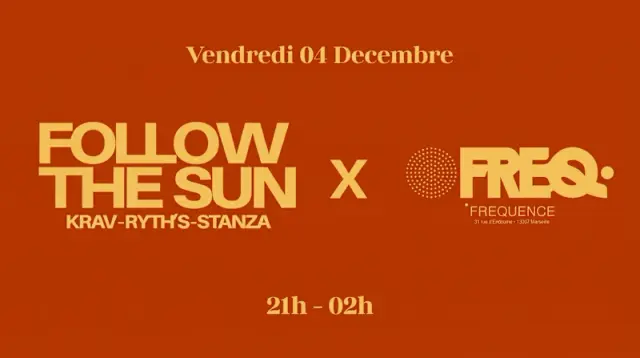 Vendredi 04 Decembre
FOLLOW
THE SUN
KRAV-RYTH'S-STANZA
X
FREQ.
FREQUENCE
21h - 02h